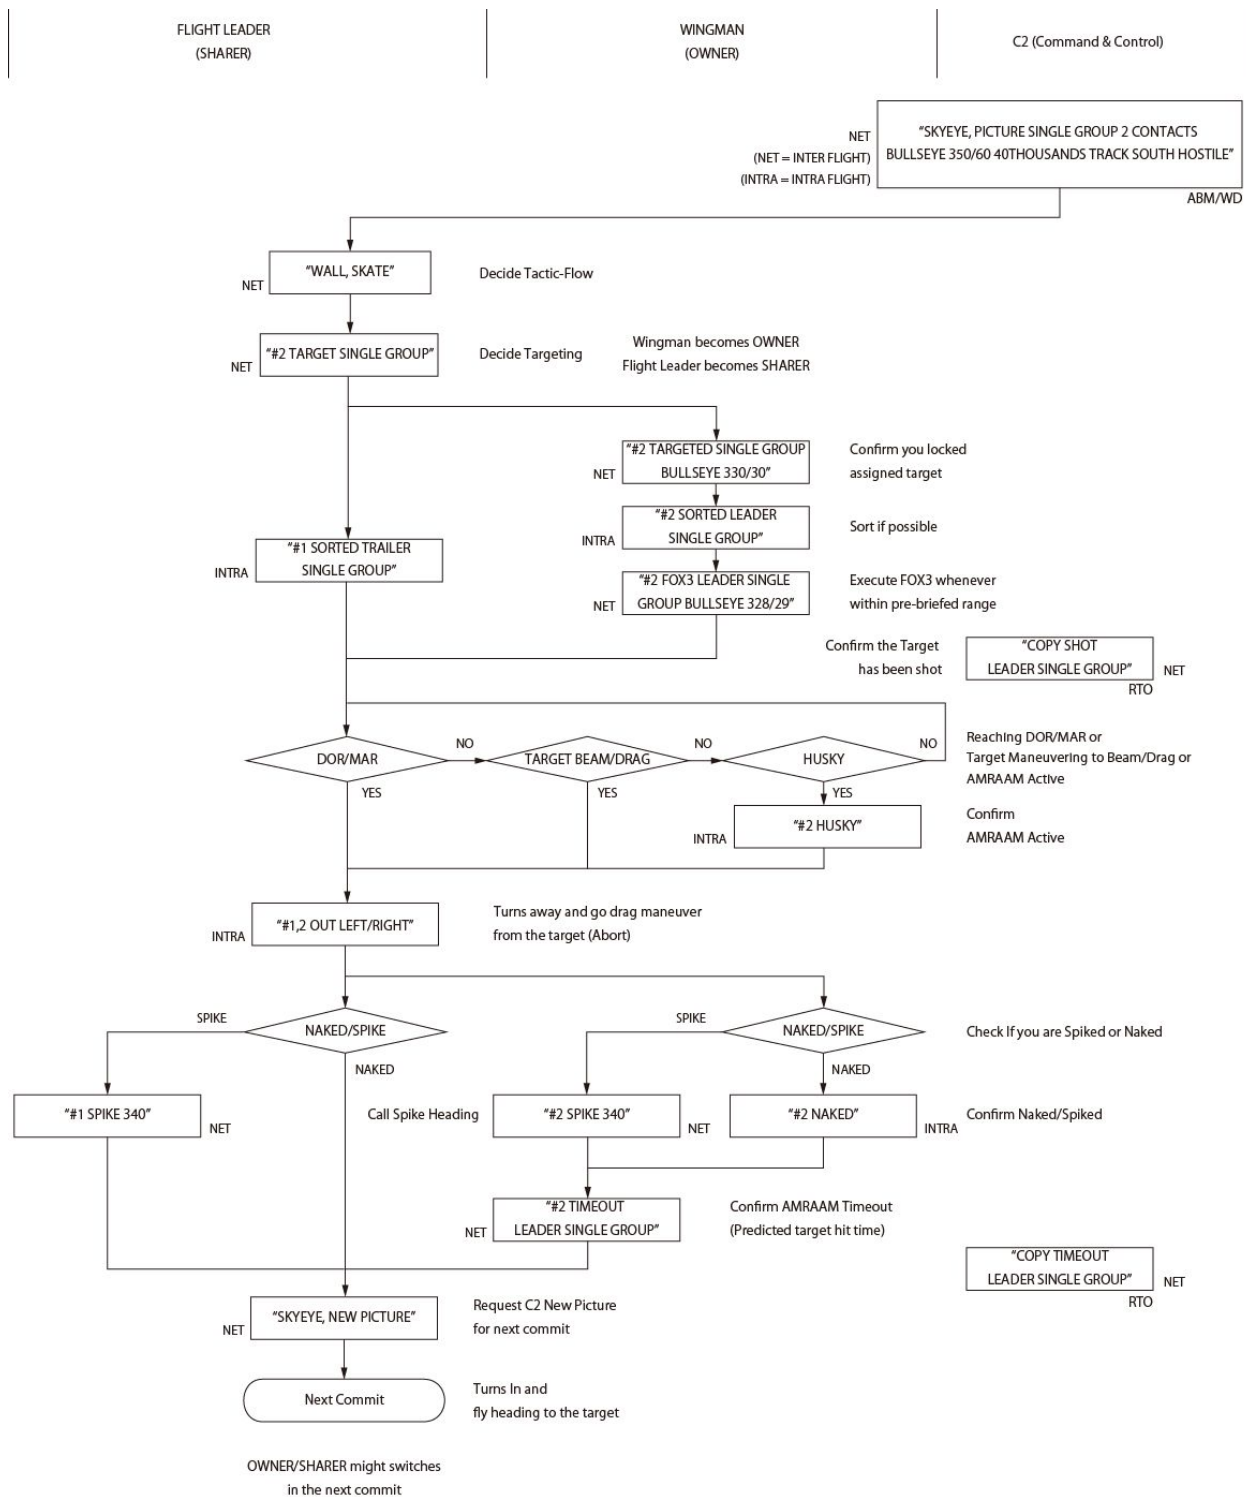 FLIGHT LEADER
(SHARER)
WINGMAN
(OWNER)
C2 (Command & Control)
NET
(NET = INTER FLIGHT)
(INTRA = INTRA FLIGHT)
“SKYEYE, PICTURE SINGLE GROUP 2 CONTACTS
BULLSEYE 350/60 40THOUSANDS TRACK SOUTH HOSTILE”
ABM/WD
“WALL, SKATE”
NET
Decide Tactic-Flow
“#2 TARGET SINGLE GROUP”
NET
Decide Targeting
Wingman becomes OWNER
Flight Leader becomes SHARER
“#2 TARGETED SINGLE GROUP
BULLSEYE 330/30”
NET
Confirm you locked
assigned target
“#2 SORTED LEADER
SINGLE GROUP”
INTRA
Sort if possible
“#1 SORTED TRAILER
SINGLE GROUP”
INTRA
“#2 FOX3 LEADER SINGLE
GROUP BULLSEYE 328/29”
NET
Execute FOX3 whenever
within pre-briefed range
Confirm the Target
has been shot
“COPY SHOT
LEADER SINGLE GROUP”
NET
RTO
DOR/MAR
NO
YES
TARGET BEAM/DRAG
NO
YES
HUSKY
NO
YES
Reaching DOR/MAR or
Target Maneuvering to Beam/Drag or
AMRAAM Active
“#2 HUSKY”
INTRA
Confirm
AMRAAM Active
“#1,2 OUT LEFT/RIGHT”
INTRA
Turns away and go drag maneuver
from the target (Abort)
SPIKE
NAKED/SPIKE
NAKED
SPIKE
NAKED/SPIKE
NAKED
Check If you are Spiked or Naked
“#1 SPIKE 340”
NET
Call Spike Heading
“#2 SPIKE 340”
NET
“#2 NAKED”
INTRA
Confirm Naked/Spiked
“#2 TIMEOUT
LEADER SINGLE GROUP”
NET
Confirm AMRAAM Timeout
(Predicted target hit time)
“COPY TIMEOUT
LEADER SINGLE GROUP”
NET
RTO
“SKYEYE, NEW PICTURE”
NET
Request C2 New Picture
for next commit
Next Commit
Turns In and
fly heading to the target
OWNER/SHARER might switches
in the next commit